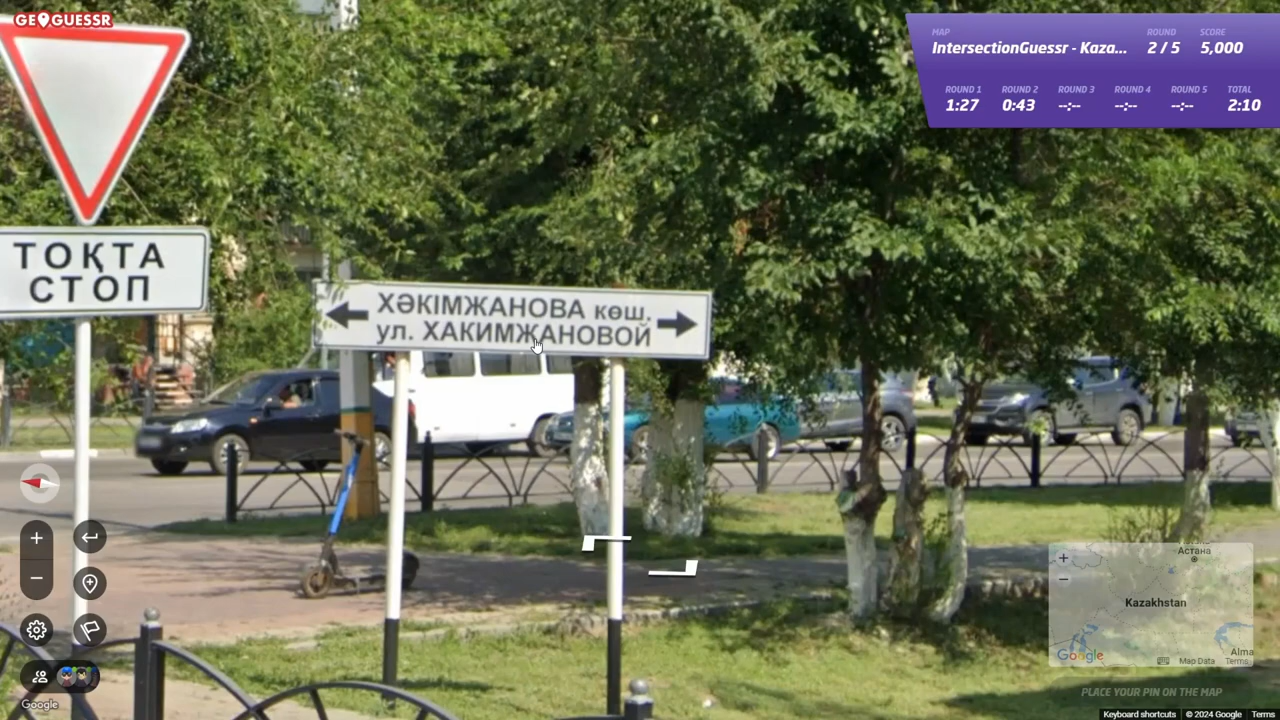 GEOGUESSR
MAP
IntersectionGuessr - Kaza...
ROUND
2 / 5
SCORE
5,000
ROUND 1
1:27
ROUND 2
0:43
ROUND 3
--:--
ROUND 4
--:--
ROUND 5
--:--
TOTAL
2:10
ТОҚТА
СТОП
ХӘКІМЖАНОВА көш.
ул. ХАКИМЖАНОВОЙ
Астана
Kazakhstan
Alma
Google
Map Data
Terms
PLACE YOUR PIN ON THE MAP
Google
Keyboard shortcuts
© 2024 Google
Terms